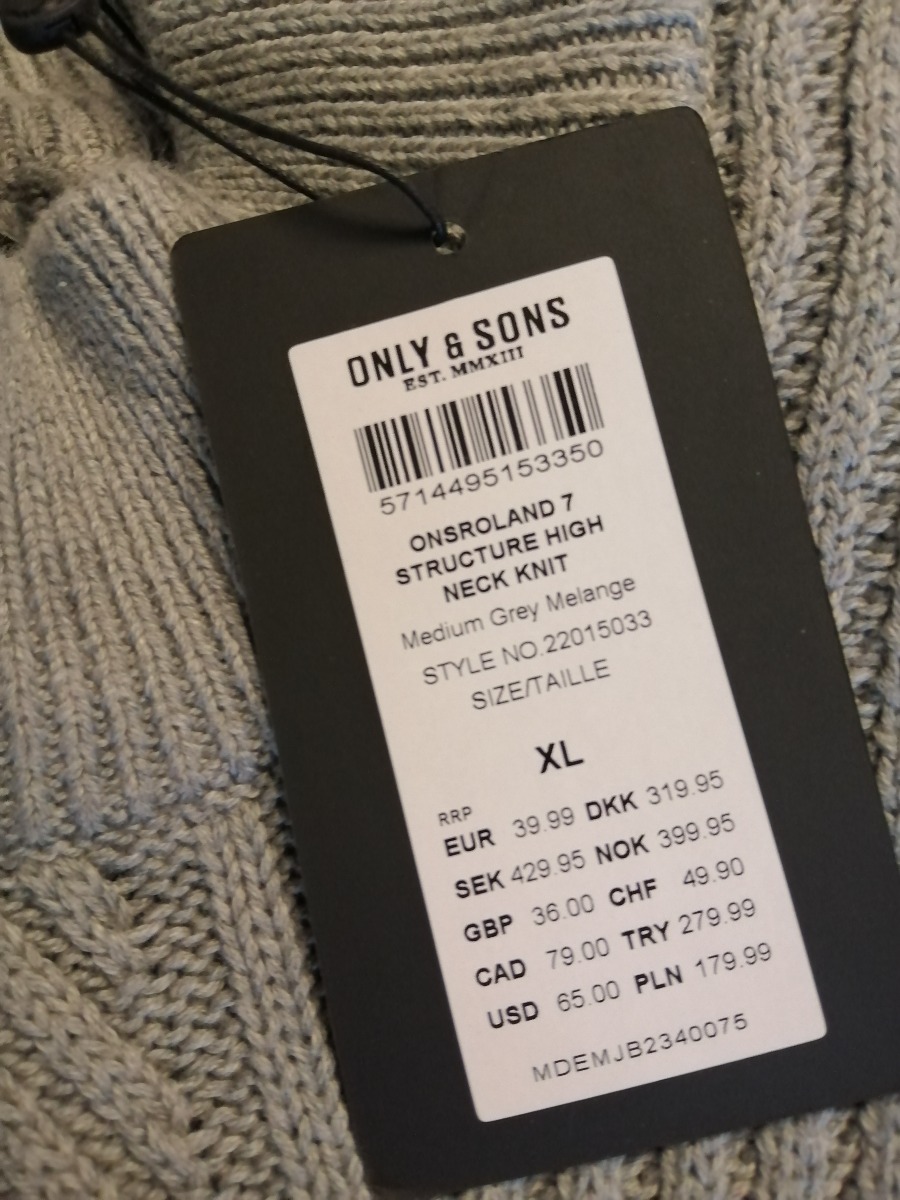 ONLY & SONS
EST. MMXIII
5714495153350
ONSROLAND 7
STRUCTURE HIGH
NECK KNIT
Medium Grey Melange
STYLE NO.22015033
SIZE/TAILLE
XL
RRP
EUR 39.99 DKK 319.95
SEK 429.95 NOK 399.95
GBP 36.00 CHF 49.90
CAD 79.00 TRY 279.99
USD 65.00 PLN 179.99
MDEMJB2340075